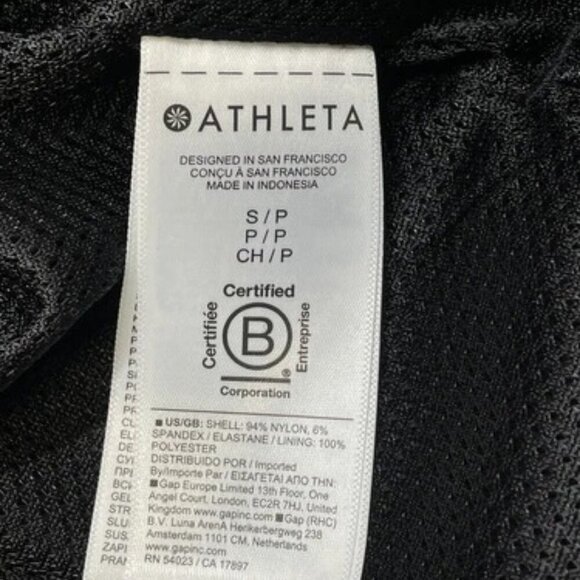 ATHLETA
DESIGNED IN SAN FRANCISCO
CONÇU À SAN FRANCISCO
MADE IN INDONESIA
S / P
P / P
CH / P
Certified
Certifiée
B
Entreprise
®
Corporation
■ US/GB: SHELL: 94% NYLON, 6%
SPANDEX / ELASTANE / LINING: 100%
POLYESTER
DISTRIBUIDO POR / Imported
By/Importe Par / ΕΙΣΑΓΕΤΑΙ ΑΠΟ ΤΗΝ:
■ Gap Europe Limited 13th Floor, One
Angel Court, London, EC2R 7HJ, United
Kingdom www.gapinc.com ■ Gap (RHC)
B.V. Luna ArenA Herikerbergweg 238
Amsterdam 1101 CM, Netherlands
www.gapinc.com
RN 54023 / CA 17897